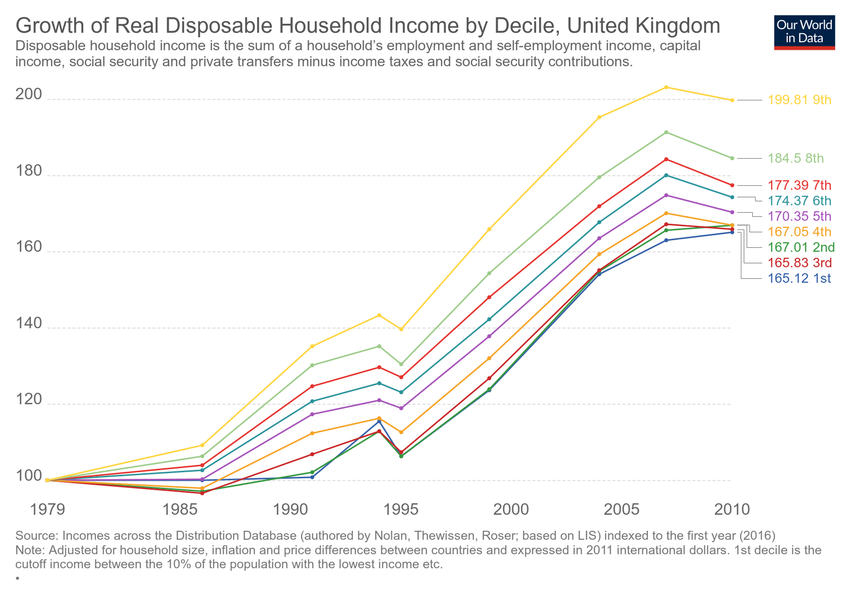 Growth of Real Disposable Household Income by Decile, United Kingdom
Our World
in Data
Disposable household income is the sum of a household's employment and self-employment income, capital
income, social security and private transfers minus income taxes and social security contributions.
200
180
160
140
120
100
199.81 9th
184.5 8th
177.39 7th
174.37 6th
170.35 5th
167.05 4th
167.01 2nd
165.83 3rd
165.12 1st
1979
1985
1990
1995
2000
2005
2010
Source: Incomes across the Distribution Database (authored by Nolan, Thewissen, Roser; based on LIS) indexed to the first year (2016)
Note: Adjusted for household size, inflation and price differences between countries and expressed in 2011 international dollars. 1st decile is the
cutoff income between the 10% of the population with the lowest income etc.
•